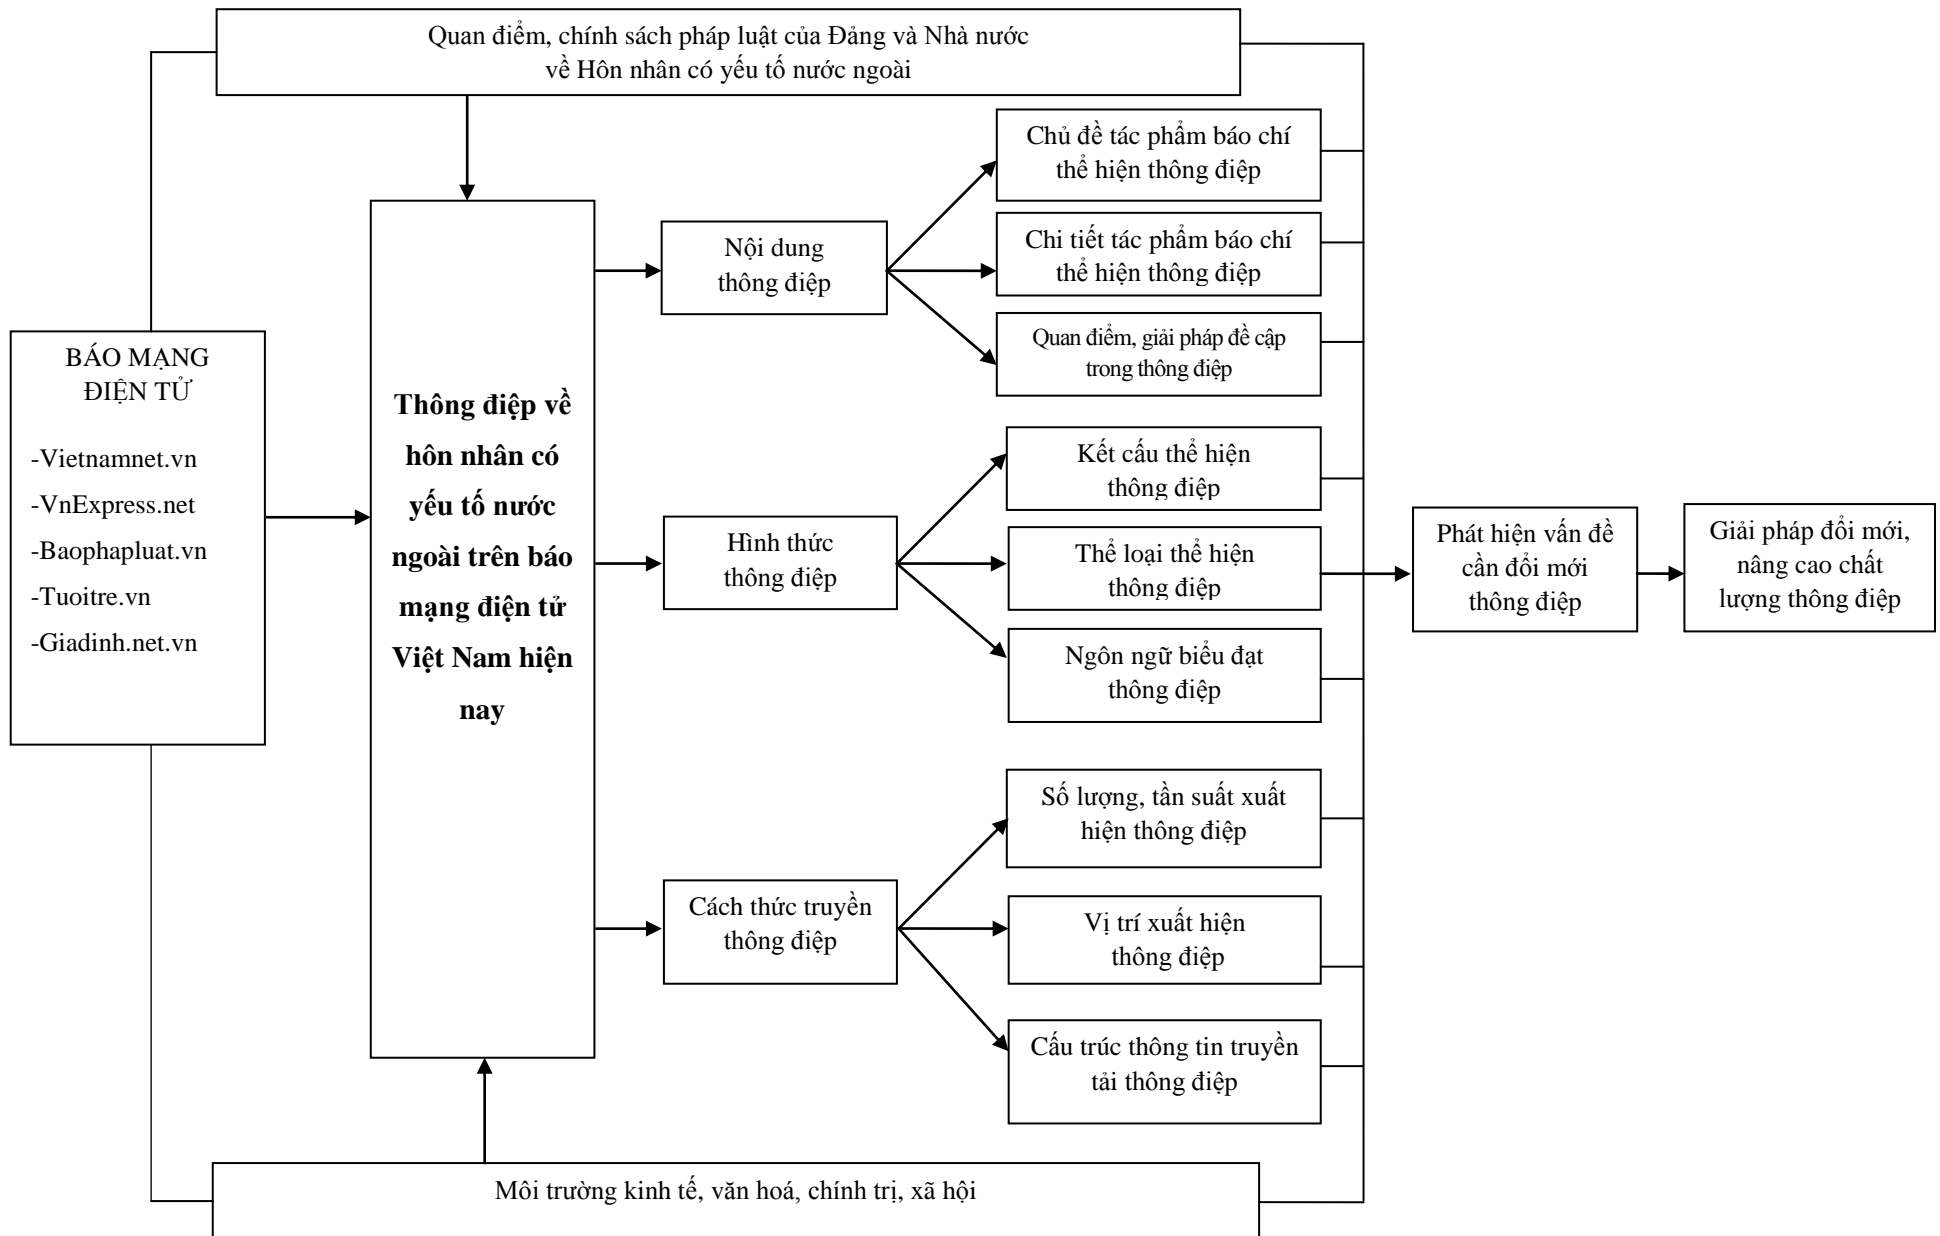 Quan điểm, chính sách pháp luật của Đảng và Nhà nước
về Hôn nhân có yếu tố nước ngoài
BÁO MẠNG
ĐIỆN TỬ
-Vietnamnet.vn
-VnExpress.net
-Baophapluat.vn
-Tuoitre.vn
-Giadinh.net.vn
Thông điệp về
hôn nhân có
yếu tố nước
ngoài trên báo
mạng điện tử
Việt Nam hiện
nay
Nội dung
thông điệp
Chủ đề tác phẩm báo chí
thể hiện thông điệp
Chi tiết tác phẩm báo chí
thể hiện thông điệp
Quan điểm, giải pháp đề cập
trong thông điệp
Hình thức
thông điệp
Kết cấu thể hiện
thông điệp
Thể loại thể hiện
thông điệp
Ngôn ngữ biểu đạt
thông điệp
Cách thức truyền
thông điệp
Số lượng, tần suất xuất
hiện thông điệp
Vị trí xuất hiện
thông điệp
Cấu trúc thông tin truyền
tải thông điệp
Phát hiện vấn đề
cần đổi mới
thông điệp
Giải pháp đổi mới,
nâng cao chất
lượng thông điệp
Môi trường kinh tế, văn hoá, chính trị, xã hội